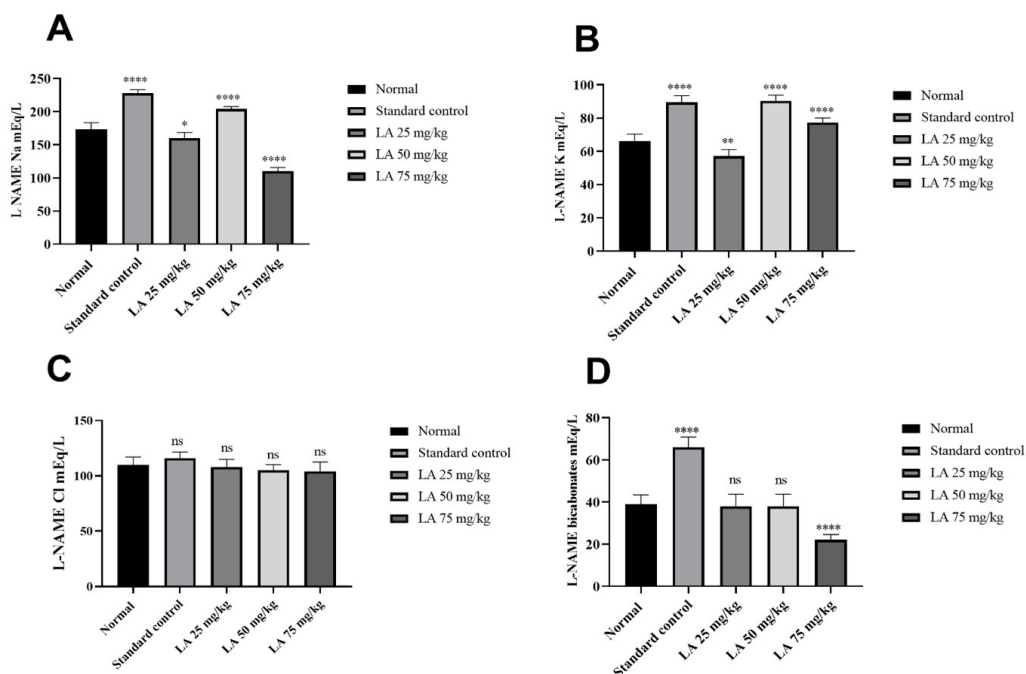 A
L NAME Na mEq/L
250
200
150
100
50
0
****
*
****
****
Normal
Standard control
LA 25 mg/kg
LA 50 mg/kg
LA 75 mg/kg
Normal
Standard control
LA 25 mg/kg
LA 50 mg/kg
LA 75 mg/kg
B
L-NAME K mEq/L
100
80
60
40
20
0
****
**
****
****
Normal
Standard control
LA 25 mg/kg
LA 50 mg/kg
LA 75 mg/kg
Normal
Standard control
LA 25 mg/kg
LA 50 mg/kg
LA 75 mg/kg
C
L-NAME Cl mEq/L
150
100
50
0
ns
ns
ns
ns
Normal
Standard control
LA 25 mg/kg
LA 50 mg/kg
LA 75 mg/kg
Normal
Standard control
LA 25 mg/kg
LA 50 mg/kg
LA 75 mg/kg
D
L-NAME bicabonates mEq/L
80
60
40
20
0
****
ns
ns
****
Normal
Standard control
LA 25 mg/kg
LA 50 mg/kg
LA 75 mg/kg
Normal
Standard control
LA 25 mg/kg
LA 50 mg/kg
LA 75 mg/kg